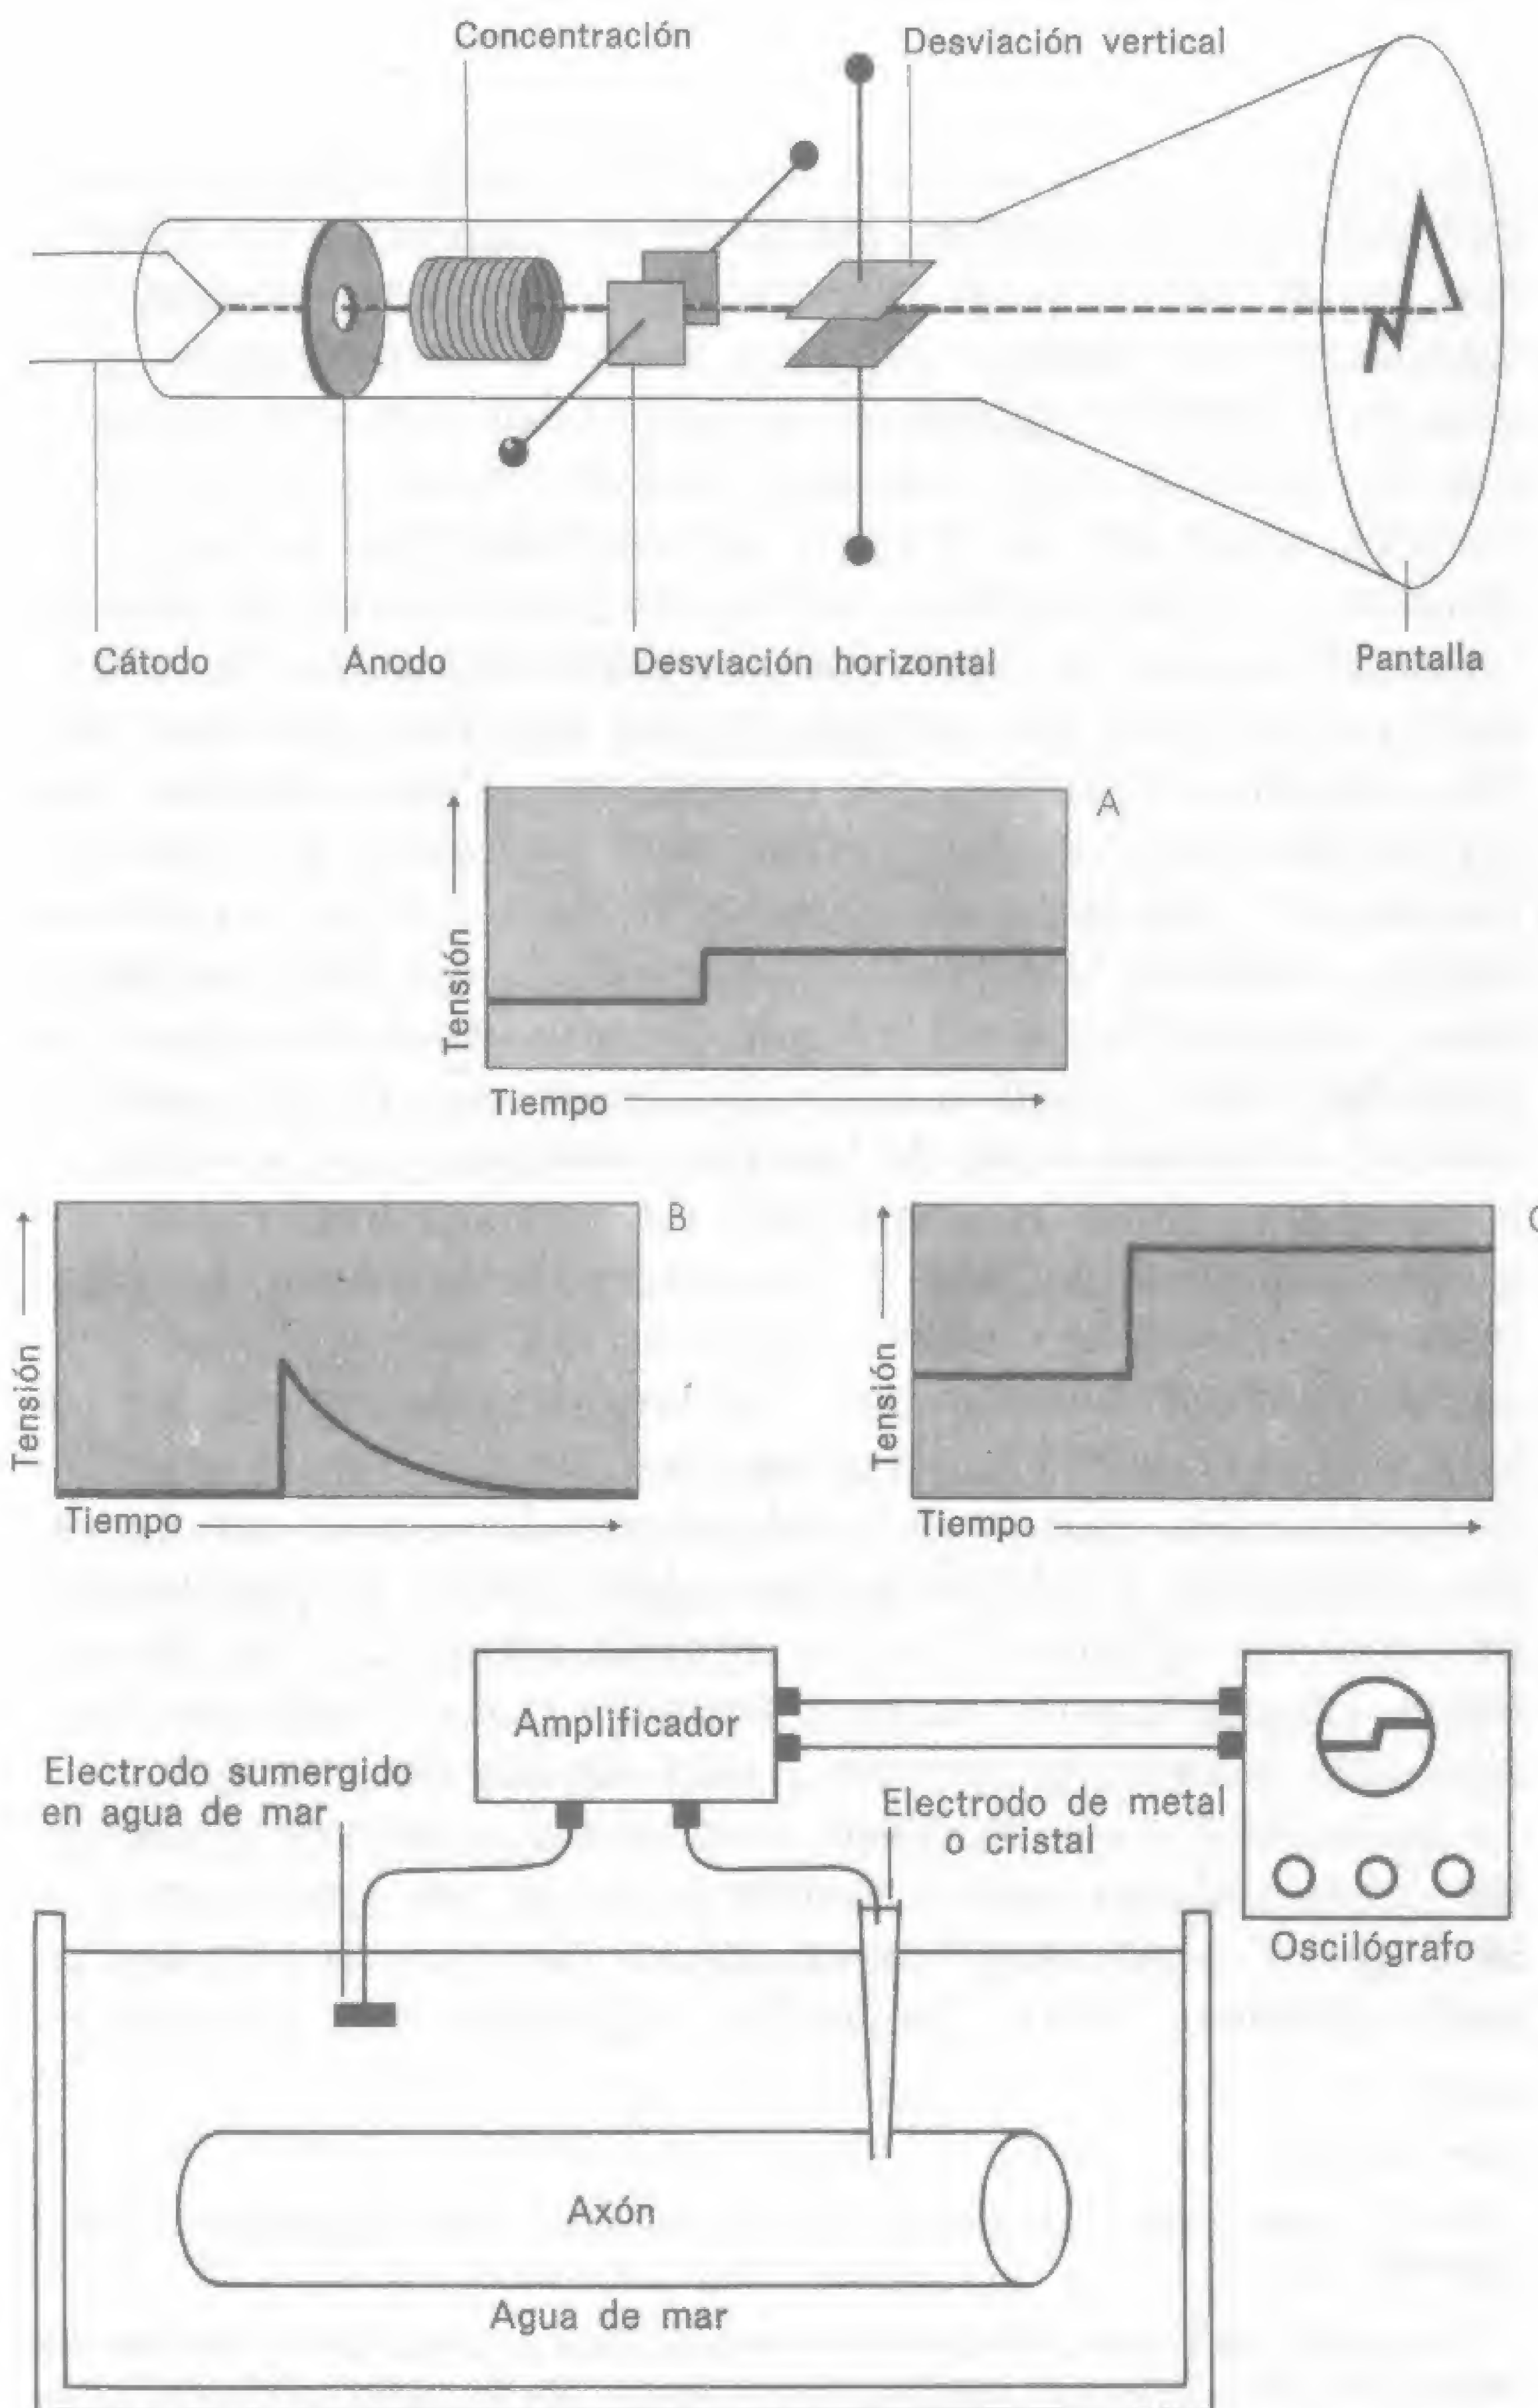 Concentración
Desviación vertical
Cátodo
Ánodo
Desviación horizontal
Pantalla
A
Tensión
Tiempo
B
Tensión
Tiempo
C
Tensión
Tiempo
Amplificador
Electrodo sumergido
en agua de mar
Electrodo de metal
o cristal
Oscilógrafo
Axón
Agua de mar